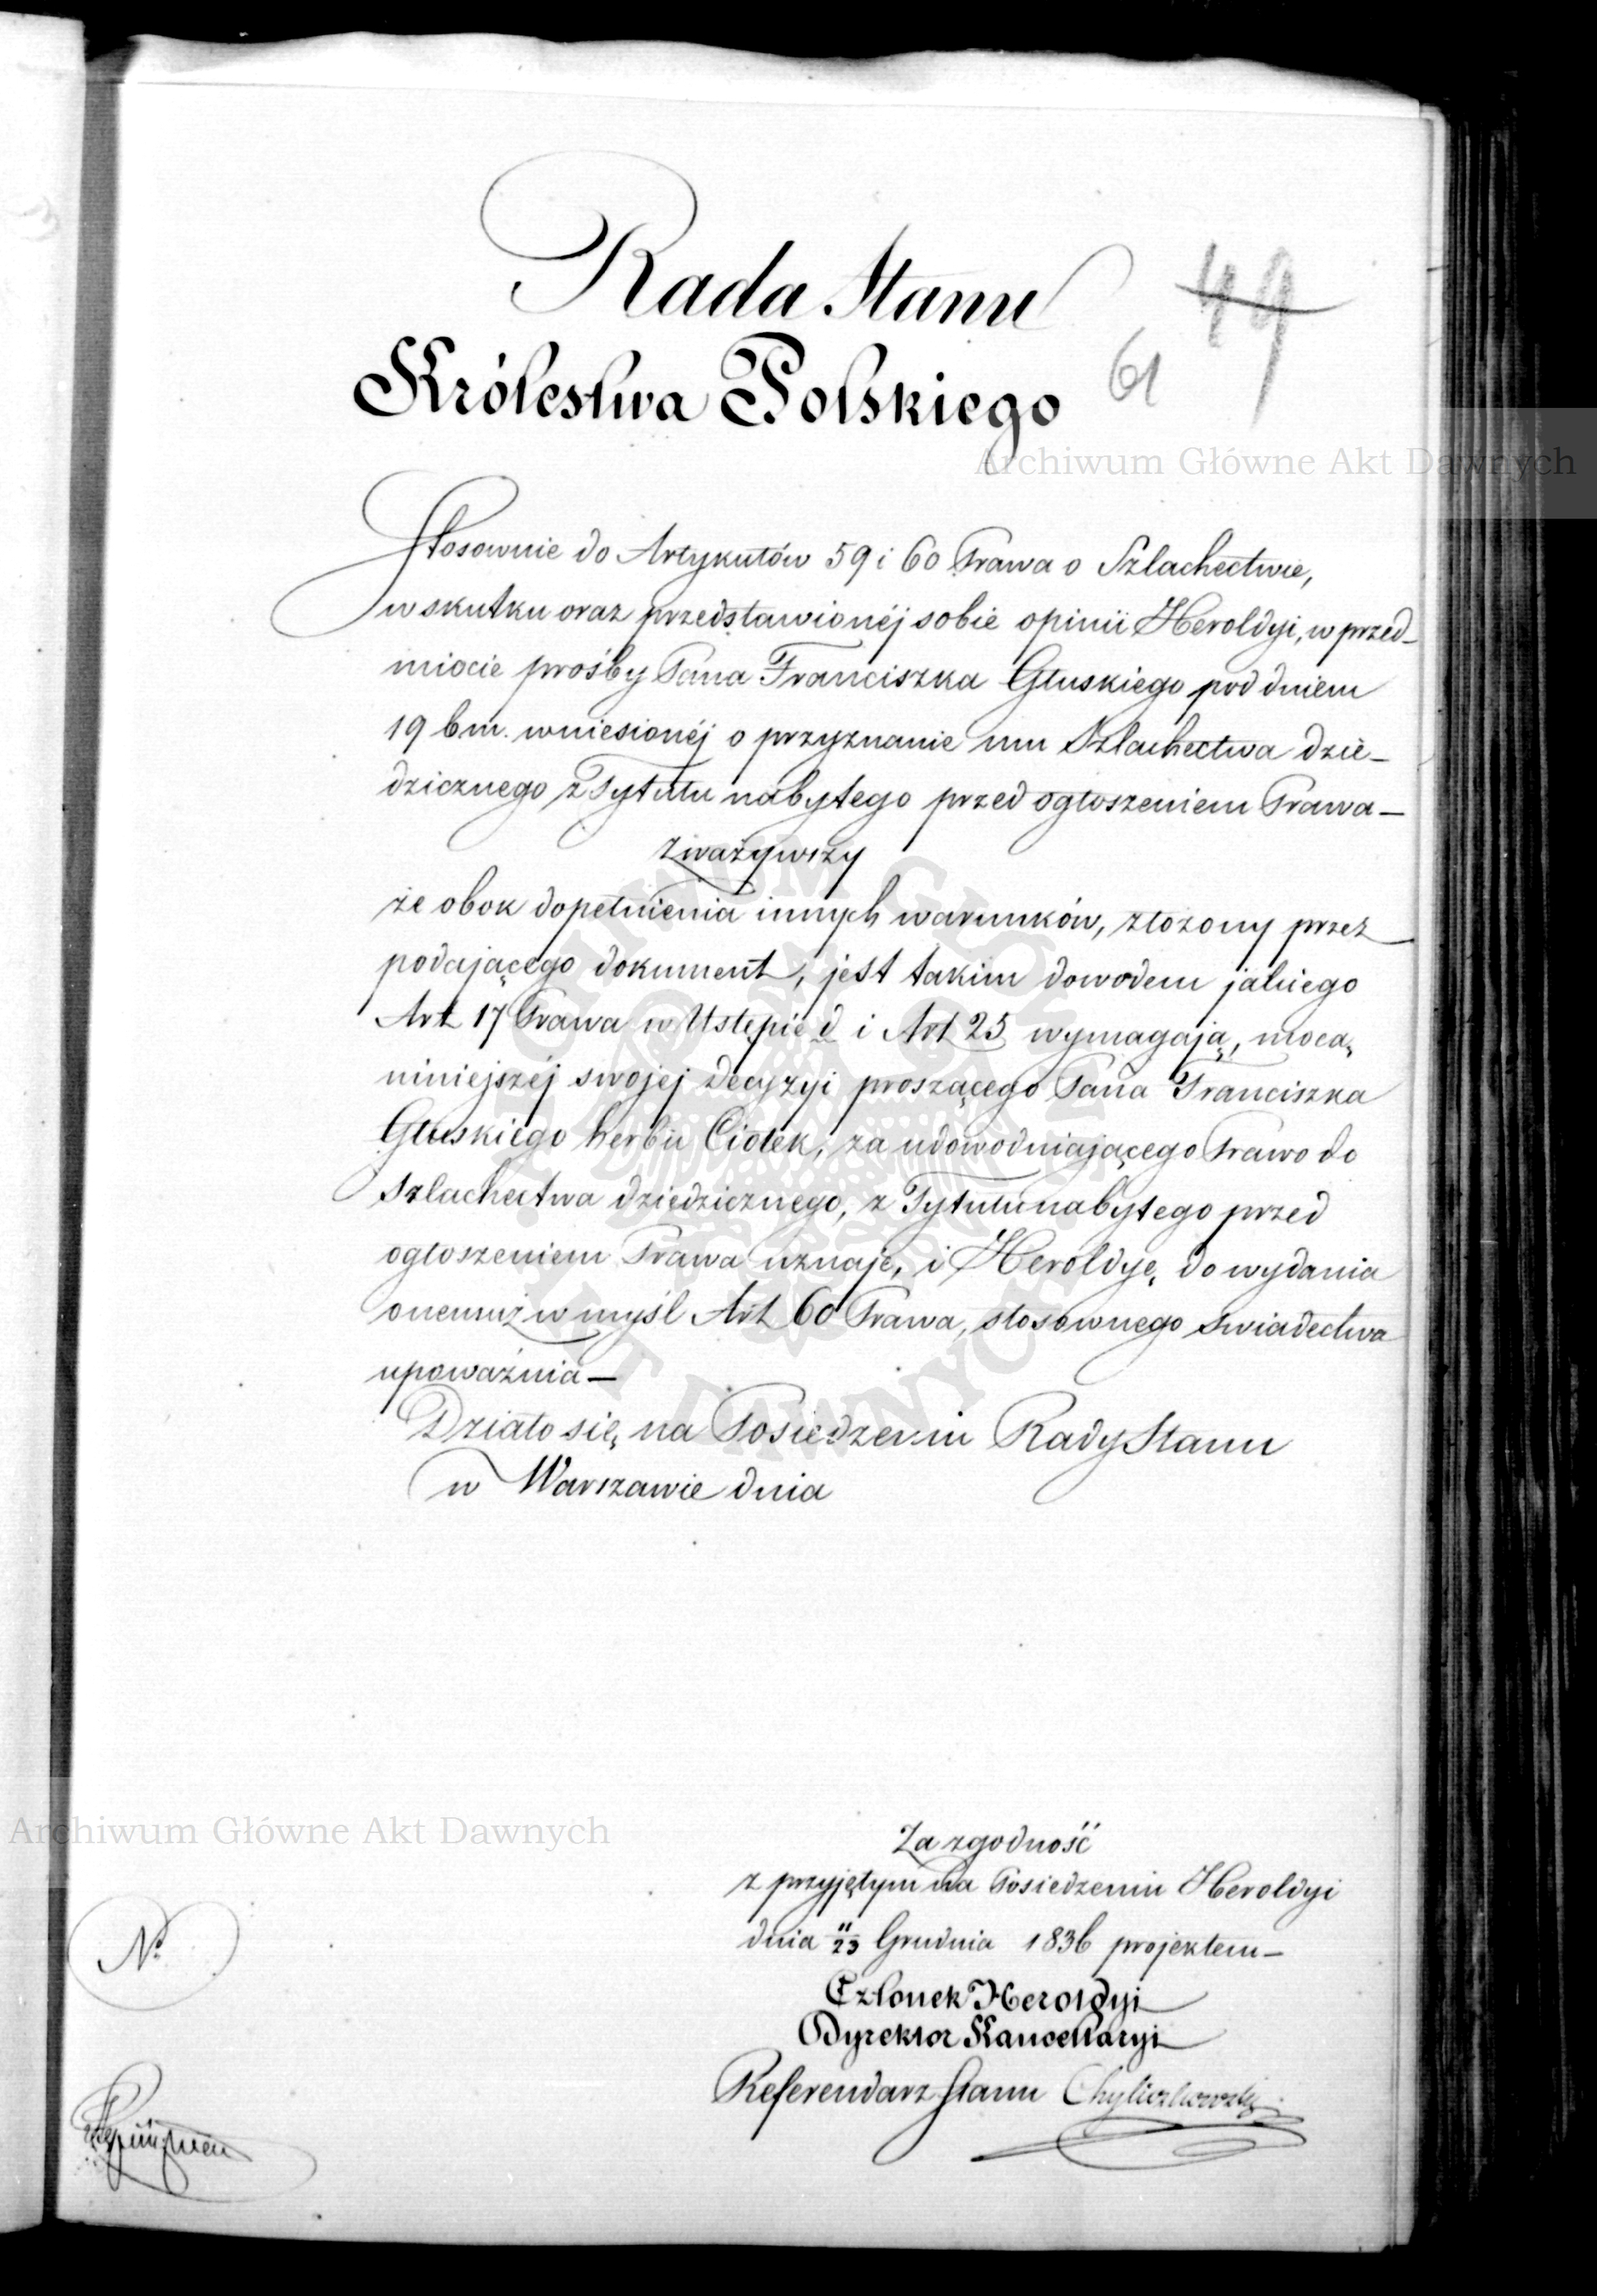 Rada Stanu
49
Królestwa Polskiego
61
Archiwum Główne Akt Dawnych
Stosownie do Artykułów 59 i 60 Prawa o Szlachectwie,
w skutku oraz przedstawionéj sobie opinii Heroldyi, w przed-
miocie prośby Pana Franciszka Głuskiego pod dniem
19 b m. wniesionéj o przyznanie mu Szlachectwa dzie-
dzicznego z Tytułu nabytego przed ogłoszeniem Prawa —
zważywszy
że obok dopełnienia innych warunków, złożony przez
podającego dokument, jest takim dowodem jakiego
Art 17 Prawa w Ustępie d i Art 25 wymagają, mocą
niniejszéj swojej decyzyi proszącego Pana Franciszka
Głuskiego herbu Ciołek, za udowodniającego Prawo do
Szlachectwa dziedzicznego, z Tytułu nabytego przed
ogłoszeniem Prawa uznaje, i Heroldyę, do wydania
onemuż w myśl Art 60 Prawa, stosownego świadectwa
upoważnia —
Działo się, na Posiedzeniu Rady Stanu
w Warszawie dnia
Archiwum Główne Akt Dawnych
Za zgodność
z przyjętym na Posiedzeniu Heroldyi
dnia 11/23 Grudnia 1836 projektem —
Członek Heroldyi
Dyrektor Kancellaryi
Referendarz Stanu Chyliczkowski
No